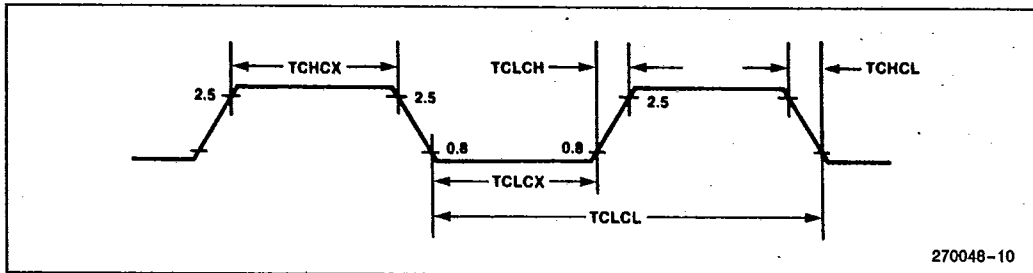 TCHCX
TCLCH
TCHCL
2.5
2.5
2.5
0.8
0.8
TCLCX
TCLCL
270048-10